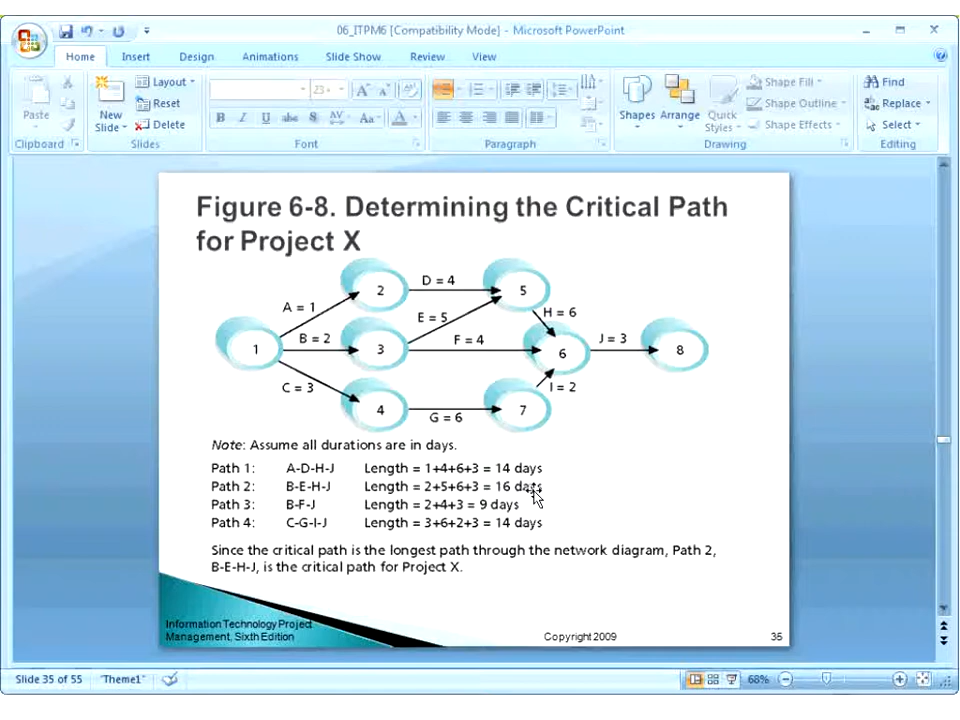 06_ITPM6 [Compatibility Mode] - Microsoft PowerPoint
Home Insert Design Animations Slide Show Review View
Paste
New Slide
Layout
Reset
Delete
23
B I U abc S AV Aa A
Shapes Arrange Quick Styles
Shape Fill
Shape Outline
Shape Effects
Find
Replace
Select
Clipboard Slides Font Paragraph Drawing Editing
Figure 6-8. Determining the Critical Path
for Project X
A = 1
B = 2
C = 3
D = 4
E = 5
F = 4
G = 6
H = 6
I = 2
J = 3
1
2
3
4
5
6
7
8
Note: Assume all durations are in days.
Path 1: A-D-H-J Length = 1+4+6+3 = 14 days
Path 2: B-E-H-J Length = 2+5+6+3 = 16 days
Path 3: B-F-J Length = 2+4+3 = 9 days
Path 4: C-G-I-J Length = 3+6+2+3 = 14 days
Since the critical path is the longest path through the network diagram, Path 2,
B-E-H-J, is the critical path for Project X.
Information Technology Project
Management, Sixth Edition
Copyright 2009
35
Slide 35 of 55 "Theme1" 68%